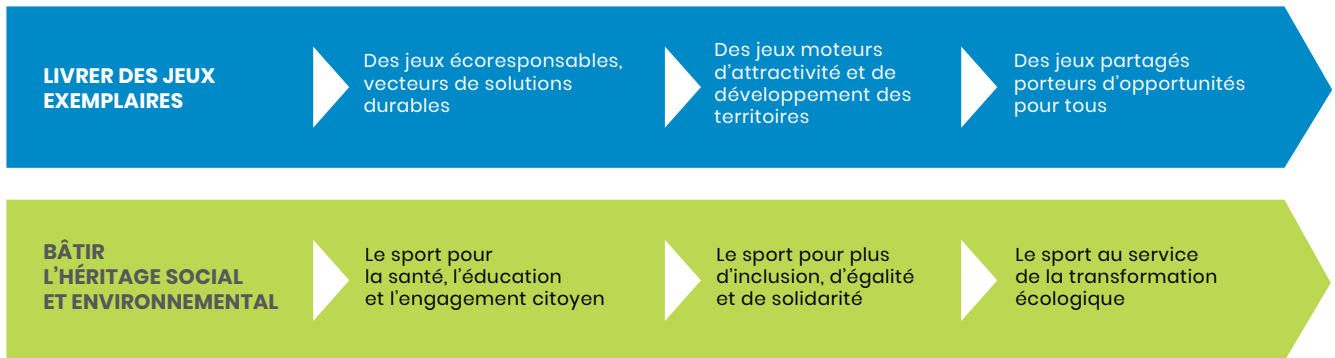 LIVRER DES JEUX
EXEMPLAIRES
Des jeux écoresponsables,
vecteurs de solutions
durables
Des jeux moteurs
d'attractivité et de
développement des
territoires
Des jeux partagés
porteurs d'opportunités
pour tous
BÂTIR
L'HÉRITAGE SOCIAL
ET ENVIRONNEMENTAL
Le sport pour
la santé, l'éducation
et l'engagement citoyen
Le sport pour plus
d'inclusion, d'égalité
et de solidarité
Le sport au service
de la transformation
écologique